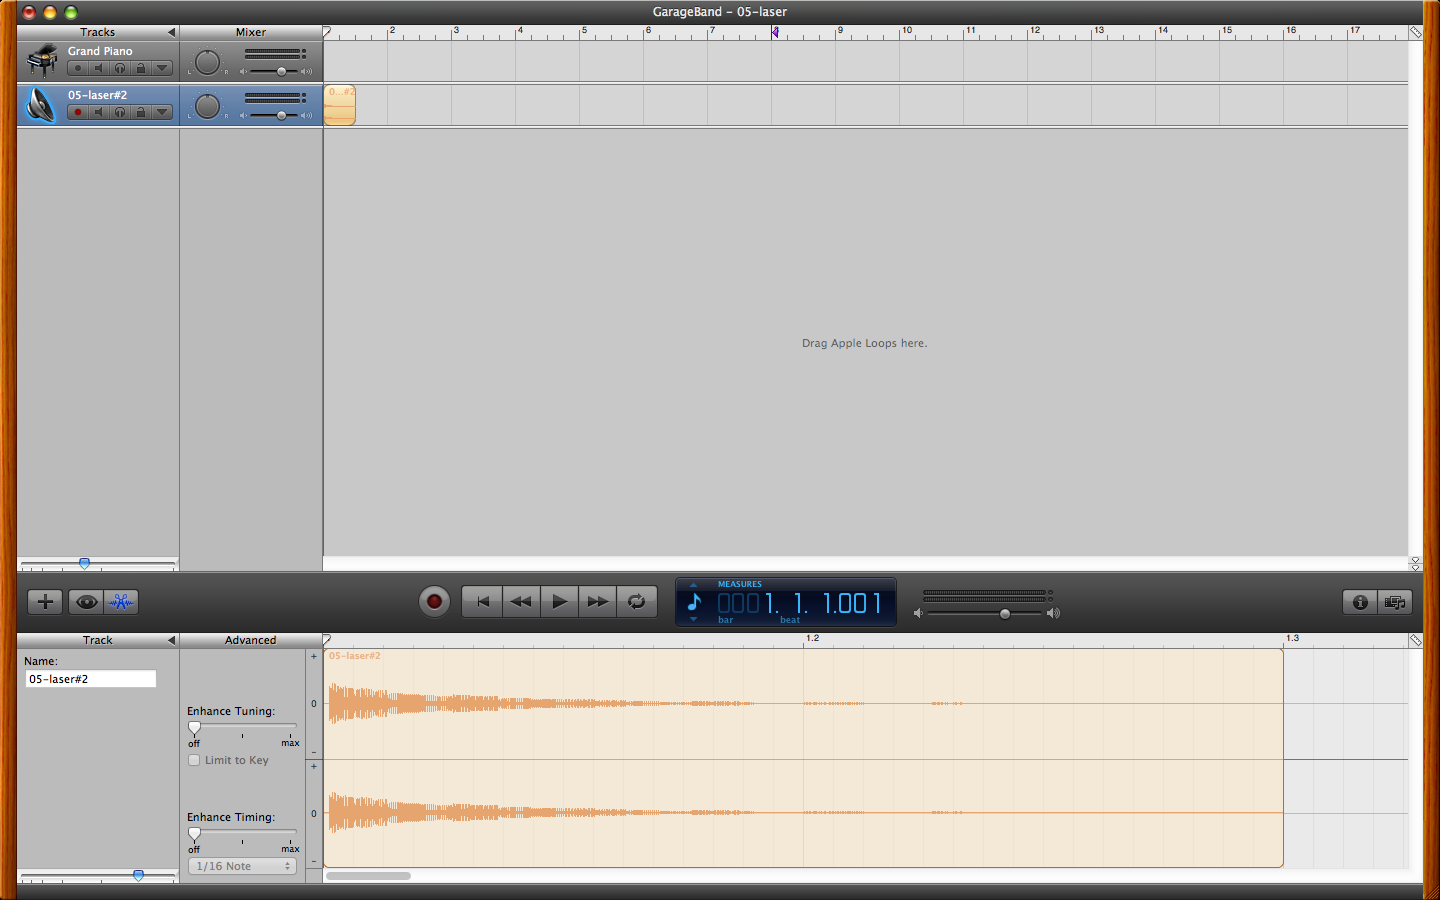 GarageBand - 05-laser
Tracks
Mixer
2 3 4 5 6 7 8 9 10 11 12 13 14 15 16 17
Grand Piano
L R
05-laser#2
L R
0...#2
Drag Apple Loops here.
MEASURES
0001. 1. 1.001
bar beat
Track
Advanced
1.2 1.3
Name:
05-laser#2
05-laser#2
+
0
-
+
0
-
Enhance Tuning:
off max
Limit to Key
Enhance Timing:
off max
1/16 Note